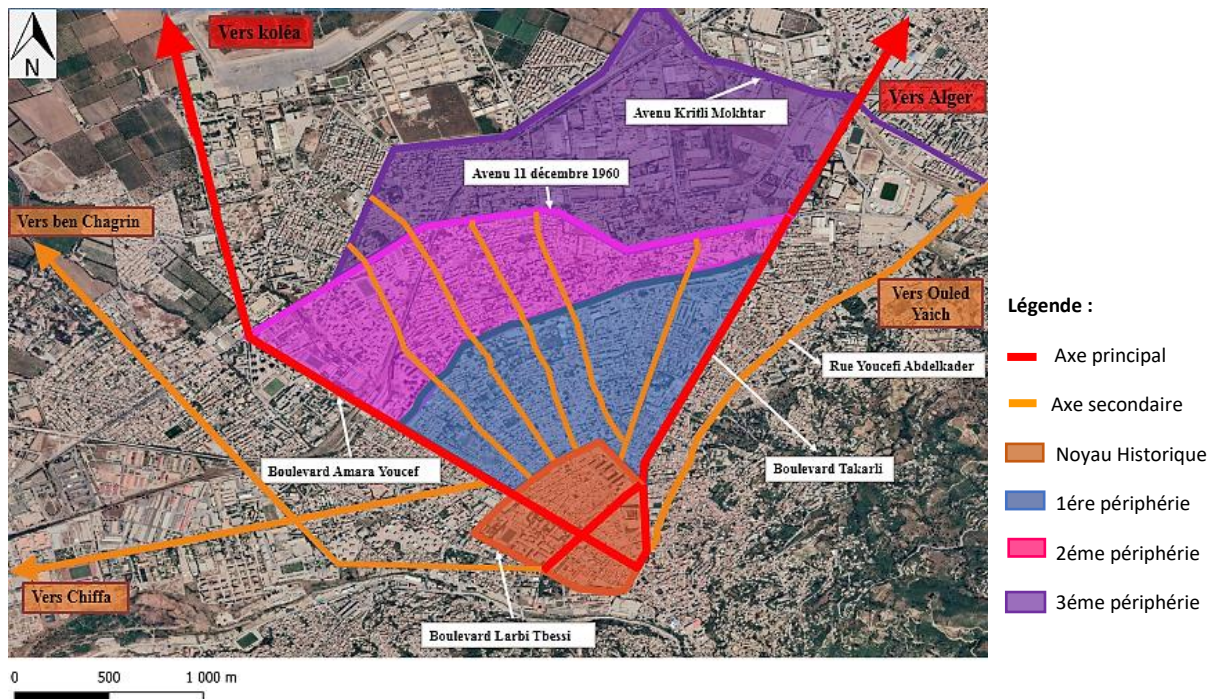 N
Vers koléa
Vers Alger
Avenu Kritli Mokhtar
Avenu 11 décembre 1960
Vers ben Chagrin
Vers Ouled
Yaich
Rue Youcefi Abdelkader
Boulevard Amara Youcef
Boulevard Takarli
Vers Chiffa
Boulevard Larbi Tbessi
Légende :
Axe principal
Axe secondaire
Noyau Historique
1ére périphérie
2éme périphérie
3éme périphérie
0 500 1 000 m